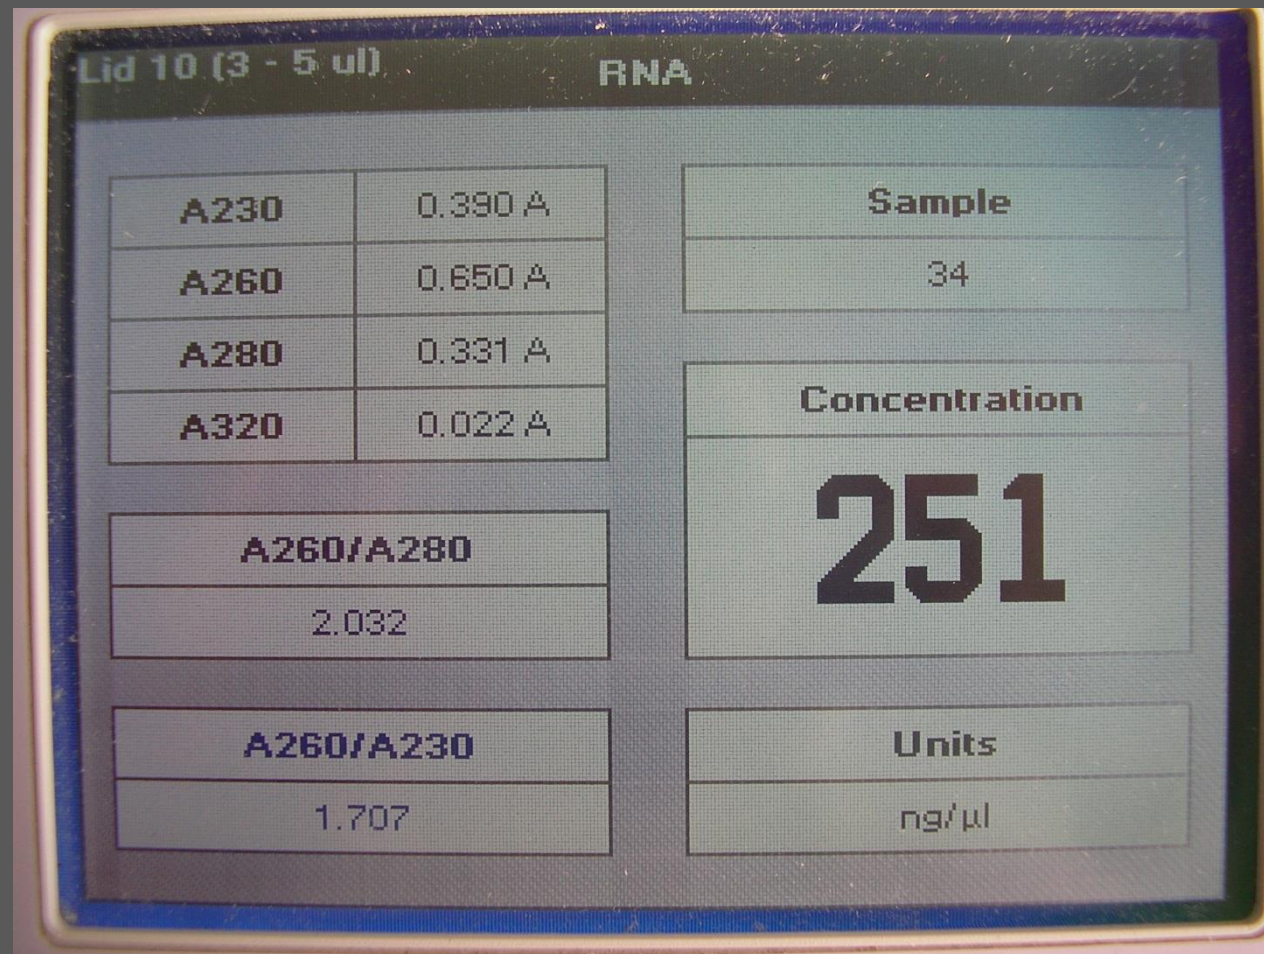 Lid 10 (3 - 5 ul)
RNA
A230 0.390 A
A260 0.650 A
A280 0.331 A
A320 0.022 A
A260/A280
2.032
A260/A230
1.707
Sample
34
Concentration
251
Units
ng/µl